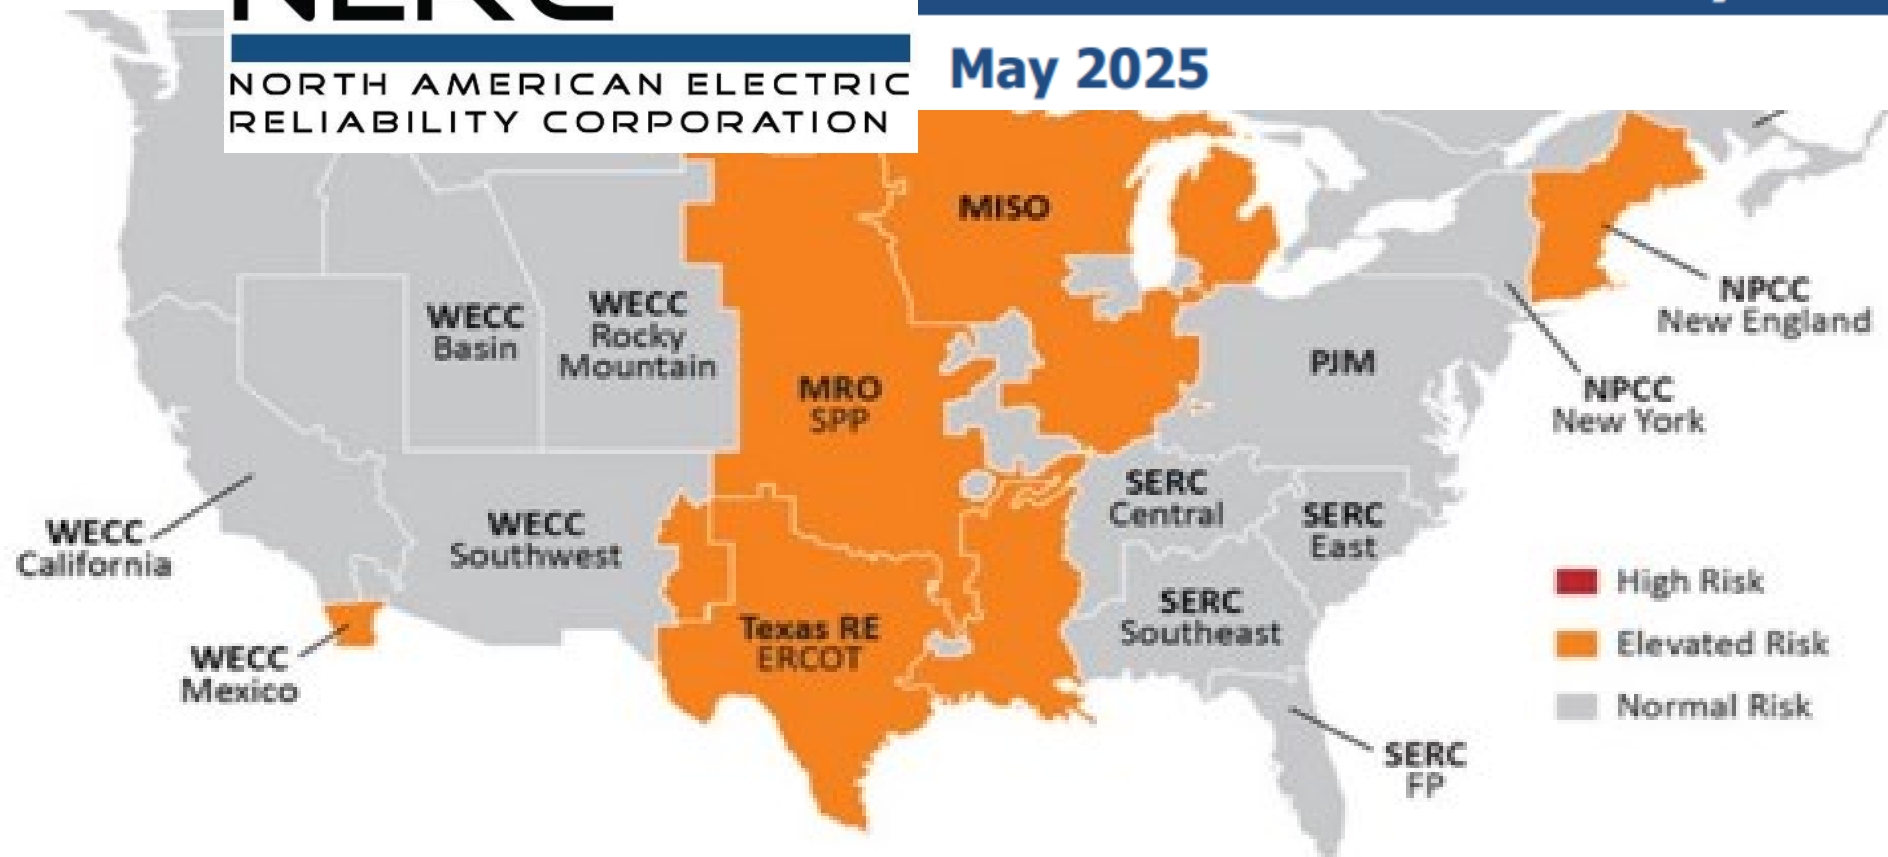 NERC
NORTH AMERICAN ELECTRIC
RELIABILITY CORPORATION
May 2025
MISO
NPCC
New England
WECC
Basin
WECC
Rocky
Mountain
PJM
MRO
SPP
NPCC
New York
WECC
California
WECC
Southwest
SERC
Central
SERC
East
High Risk
Elevated Risk
Normal Risk
SERC
Southeast
Texas RE
ERCOT
WECC
Mexico
SERC
FP